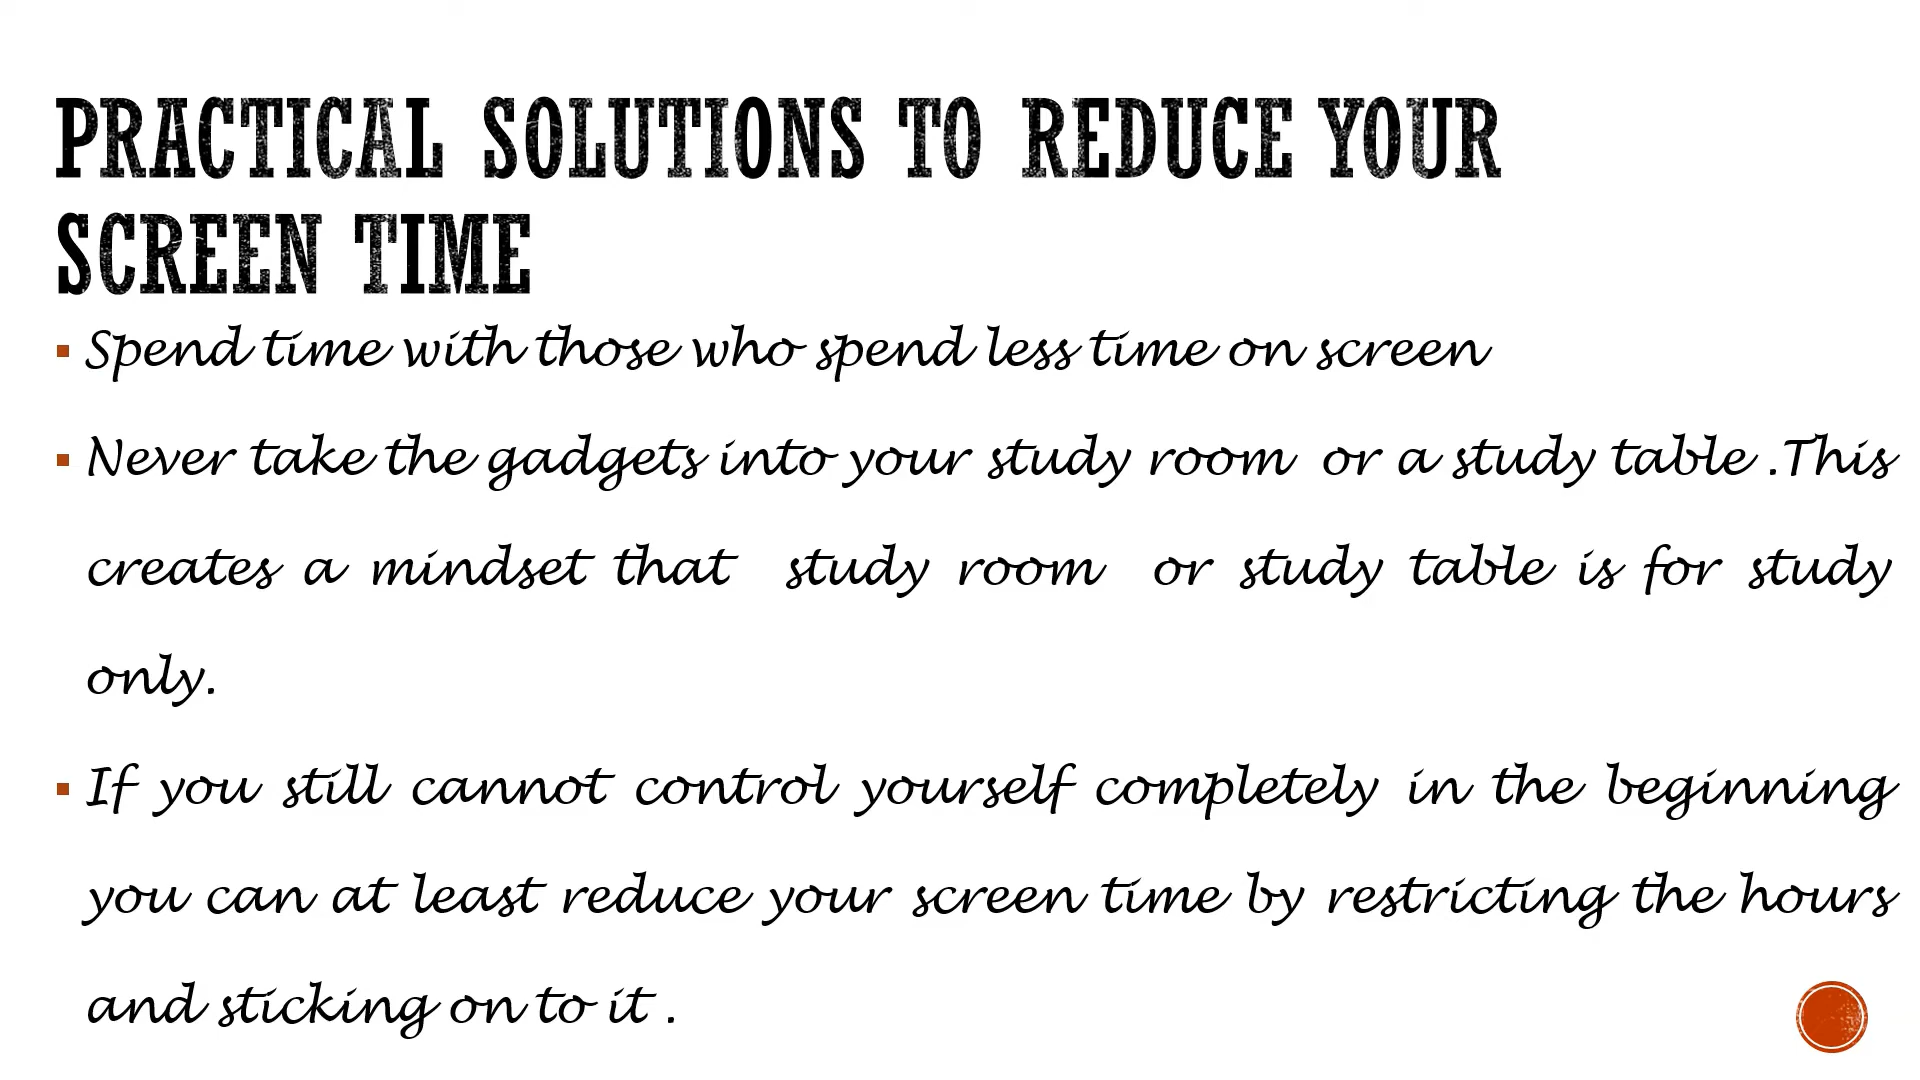 PRACTICAL SOLUTIONS TO REDUCE YOUR
SCREEN TIME
▪ Spend time with those who spend less time on screen
▪ Never take the gadgets into your study room or a study table .This
creates a mindset that study room or study table is for study
only.
▪ If you still cannot control yourself completely in the beginning
you can at least reduce your screen time by restricting the hours
and sticking on to it .